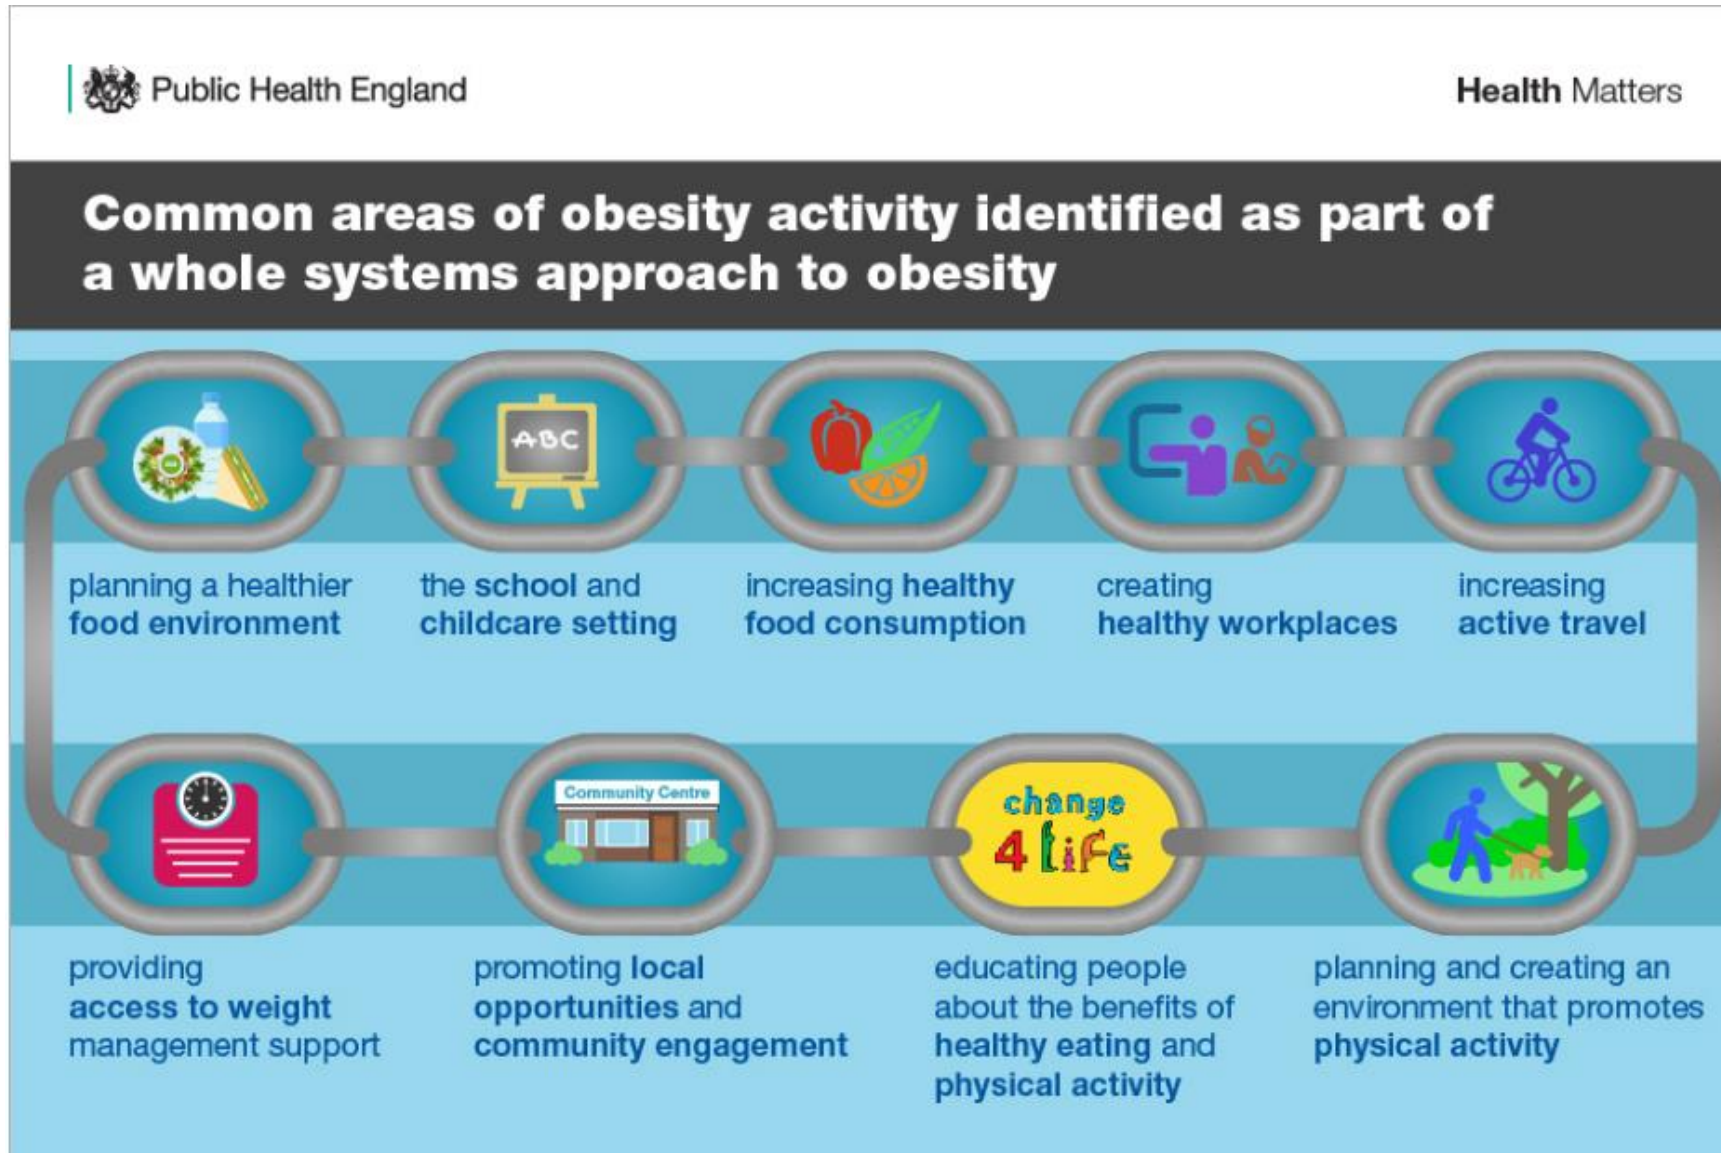 Public Health England
Health Matters
Common areas of obesity activity identified as part of
a whole systems approach to obesity
ABC
planning a healthier
food environment
the school and
childcare setting
increasing healthy
food consumption
creating
healthy workplaces
increasing
active travel
Community Centre
change
4 life
providing
access to weight
management support
promoting local
opportunities and
community engagement
educating people
about the benefits of
healthy eating and
physical activity
planning and creating an
environment that promotes
physical activity